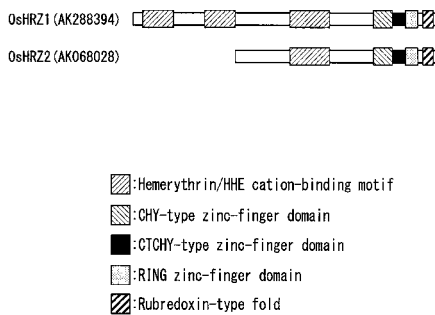 OsHRZ1(AK288394)
OsHRZ2(AK068028)
:Hemerythrin/HHE cation-binding motif
:CHY-type zinc-finger domain
:CTCHY-type zinc-finger domain
:RING zinc-finger domain
:Rubredoxin-type fold